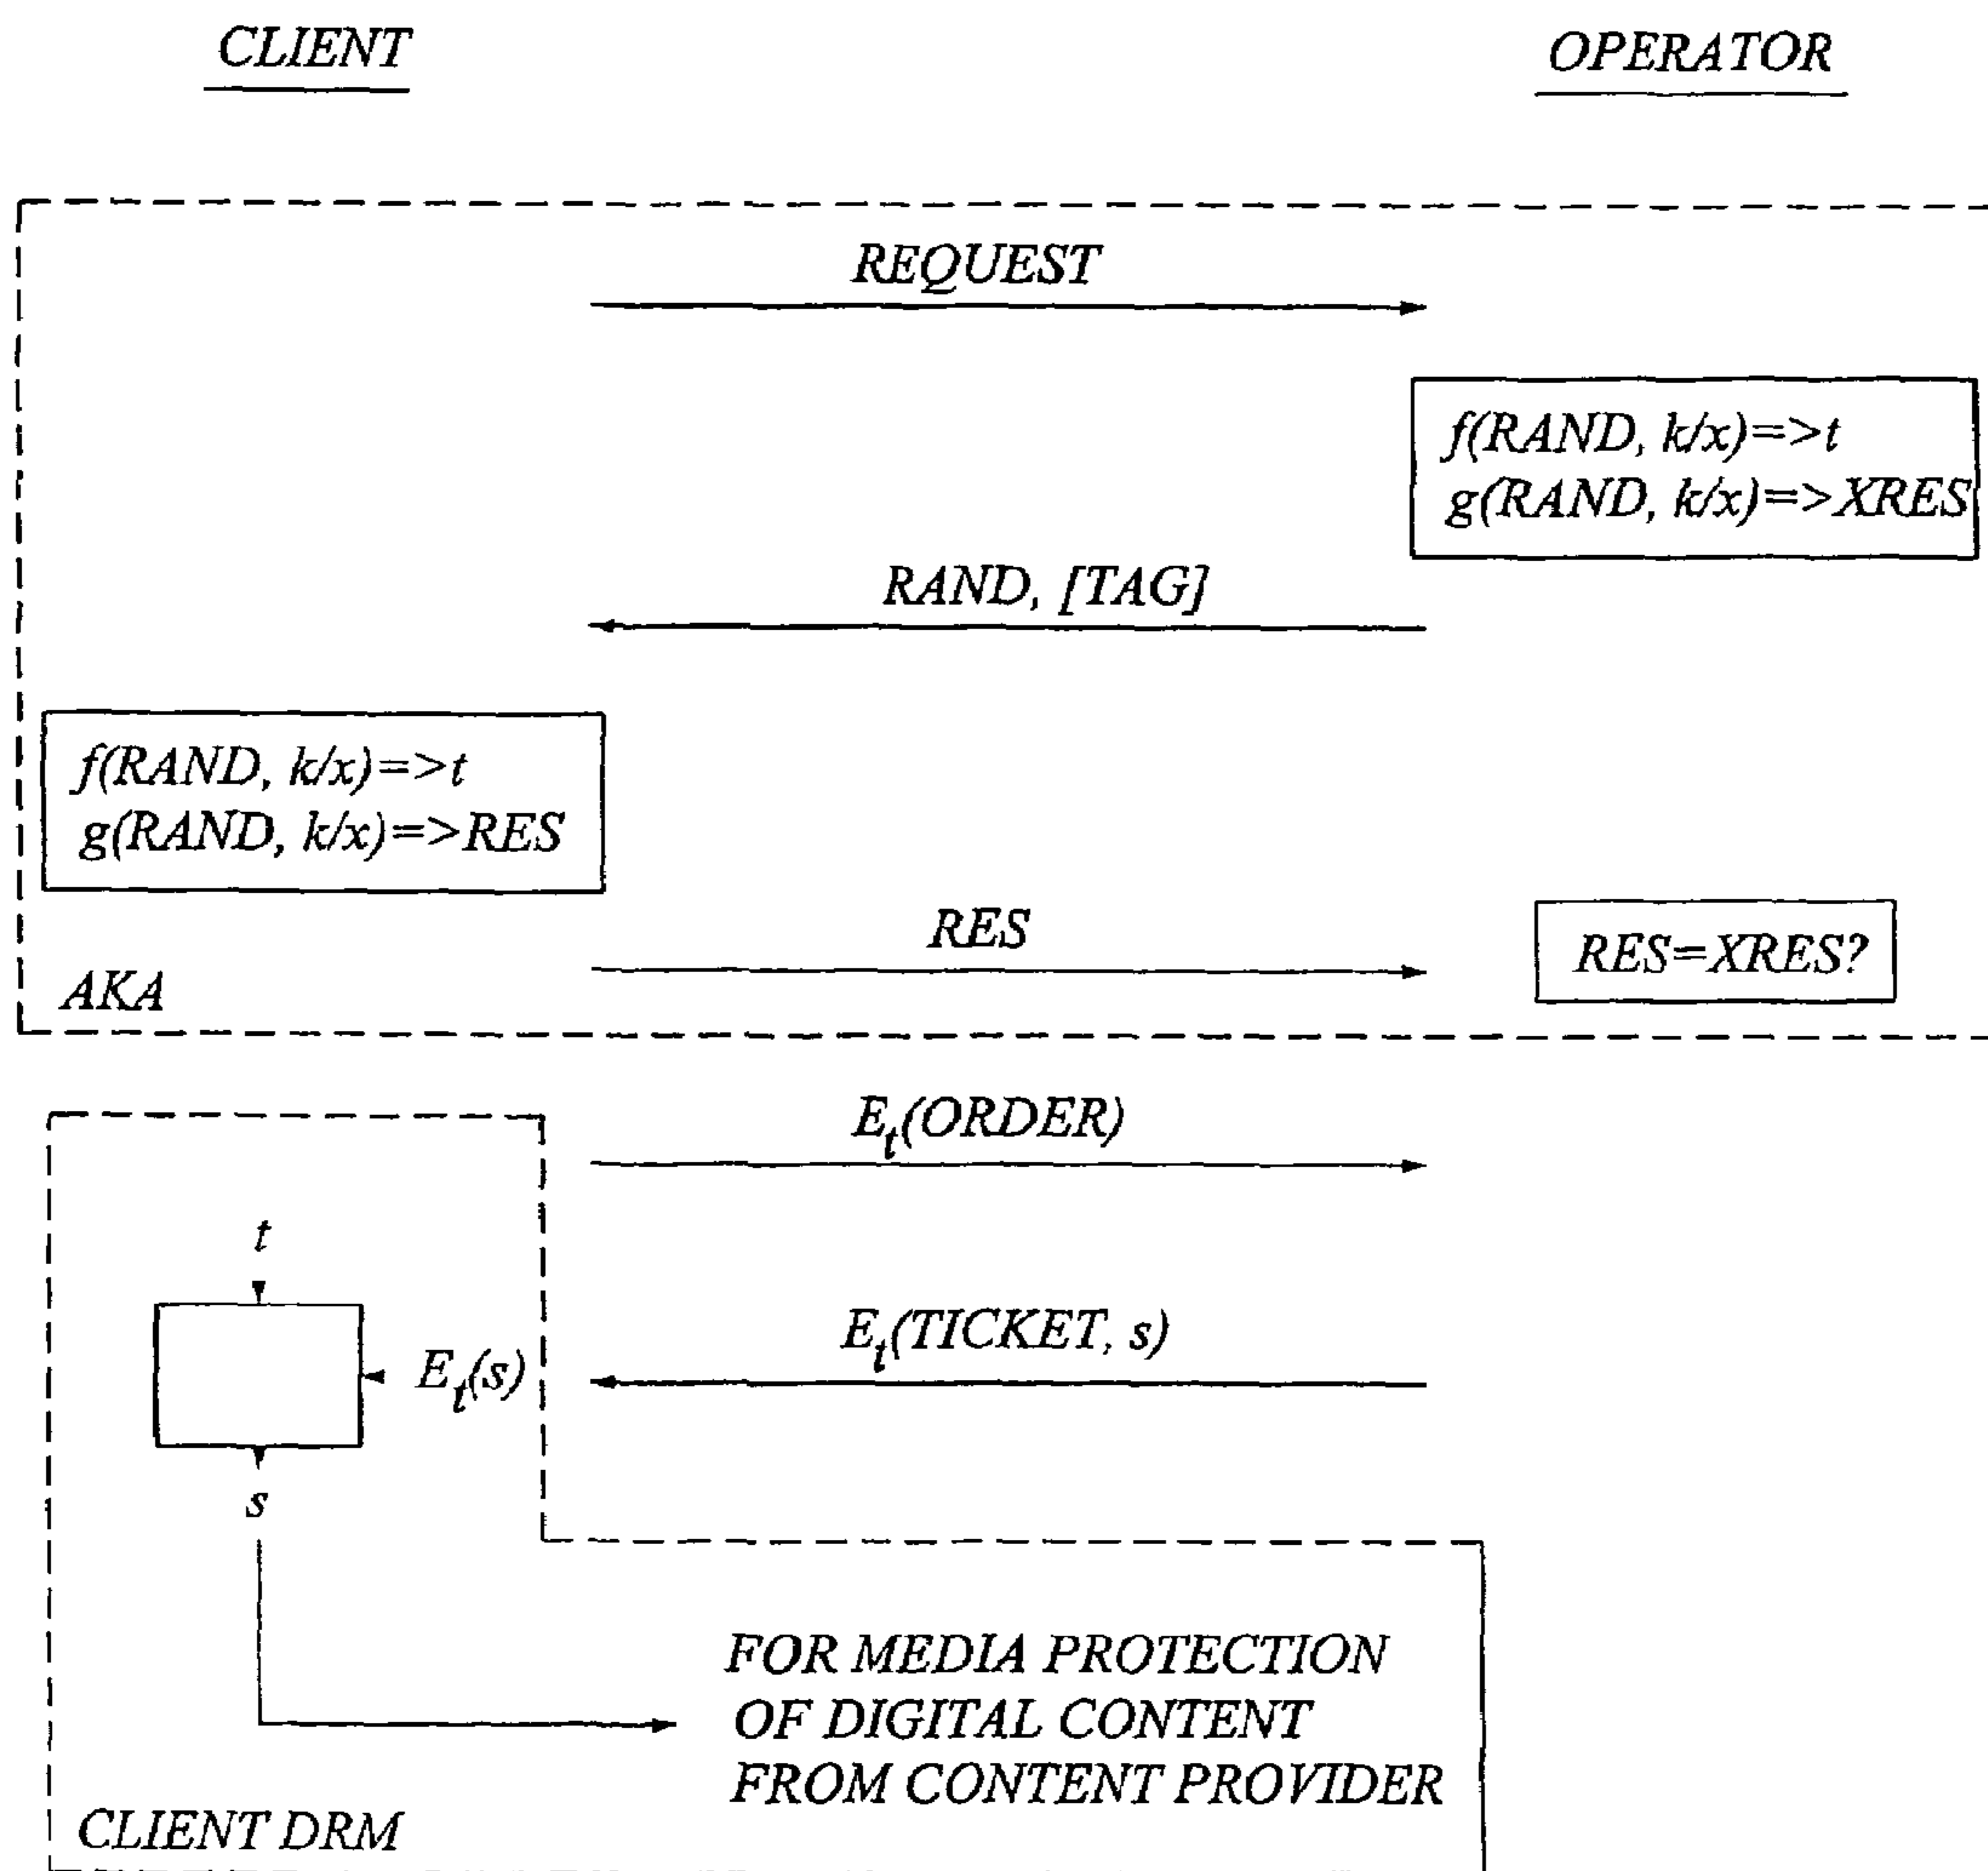 CLIENT
OPERATOR
REQUEST
f(RAND, k/x)=>t
g(RAND, k/x)=>XRES
RAND, [TAG]
f(RAND, k/x)=>t
g(RAND, k/x)=>RES
RES
RES=XRES?
AKA
Et(ORDER)
t
Et(TICKET, s)
Et(s)
s
FOR MEDIA PROTECTION
OF DIGITAL CONTENT
FROM CONTENT PROVIDER
CLIENT DRM